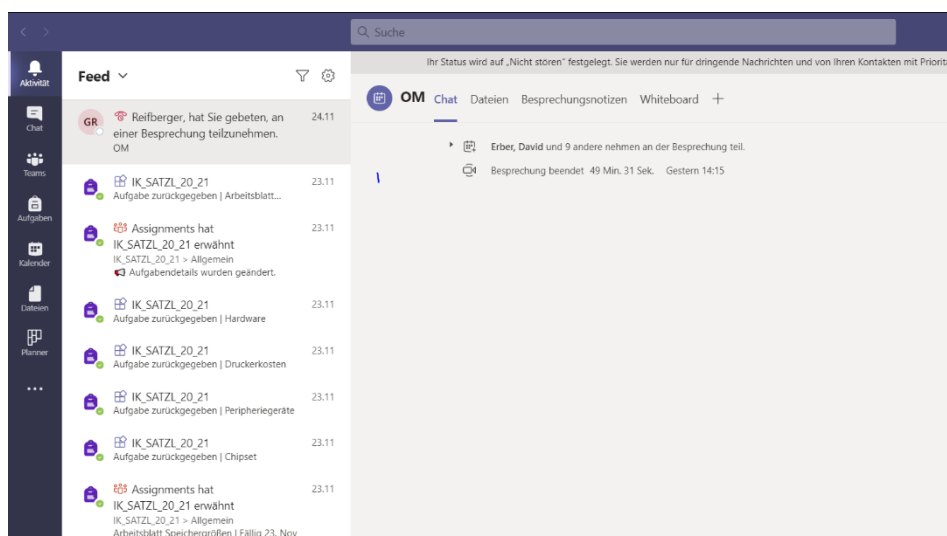 Suche
Ihr Status wird auf „Nicht stören" festgelegt. Sie werden nur für dringende Nachrichten und von Ihren Kontakten mit
Aktivität
Chat
Teams
Aufgaben
Kalender
Dateien
Planner
Feed
GR
Reifberger, hat Sie gebeten, an
24.11
einer Besprechung teilzunehmen.
OM
IK_SATZL_20_21
23.11
Aufgabe zurückgegeben | Arbeitsblatt...
Assignments hat
23.11
IK_SATZL_20_21 erwähnt
IK_SATZL_20_21 > Allgemein
Aufgabendetails wurden geändert.
IK_SATZL_20_21
23.11
Aufgabe zurückgegeben | Hardware
IK_SATZL_20_21
23.11
Aufgabe zurückgegeben | Druckerkosten
IK_SATZL_20_21
23.11
Aufgabe zurückgegeben | Peripheriegeräte
IK_SATZL_20_21
23.11
Aufgabe zurückgegeben | Chipset
Assignments hat
23.11
IK_SATZL_20_21 erwähnt
IK_SATZL_20_21 > Allgemein
Arbeitsblatt Speichergrößen | Fällig 23. Nov
OM Chat Dateien Besprechungsnotizen Whiteboard
Erber, David und 9 andere nehmen an der Besprechung teil.
Besprechung beendet 49 Min. 31 Sek. Gestern 14:15